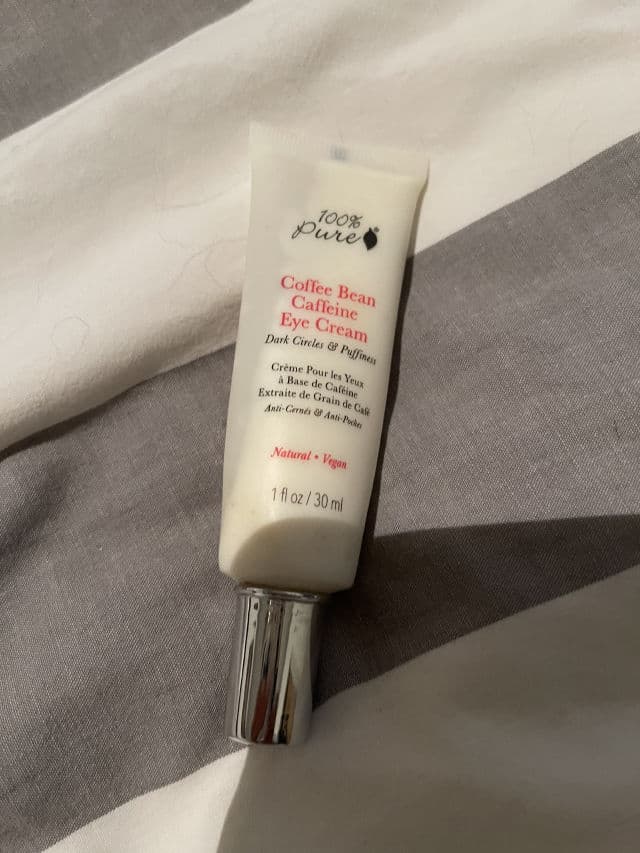 100%
Pure®
Coffee Bean
Caffeine
Eye Cream
Dark Circles & Puffiness
Crème Pour les Yeux
à Base de Caféine
Extraite de Grain de Café
Anti-Cernés & Anti-Poches
Natural • Vegan
1 fl oz / 30 ml